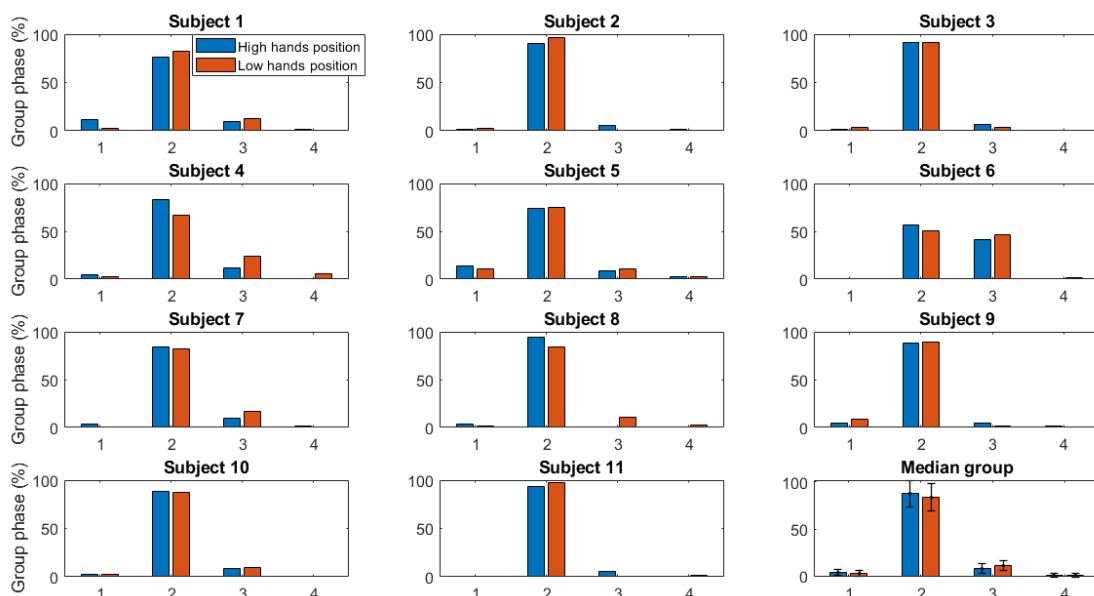 Subject 1
Subject 2
Subject 3
Group phase (%)
100
50
0
High hands position
Low hands position
100
50
0
100
50
0
1 2 3 4
1 2 3 4
1 2 3 4
Subject 4
Subject 5
Subject 6
Group phase (%)
100
50
0
100
50
0
100
50
0
1 2 3 4
1 2 3 4
1 2 3 4
Subject 7
Subject 8
Subject 9
Group phase (%)
100
50
0
100
50
0
100
50
0
1 2 3 4
1 2 3 4
1 2 3 4
Subject 10
Subject 11
Median group
Group phase (%)
100
50
0
100
50
0
100
50
0
1 2 3 4
1 2 3 4
1 2 3 4